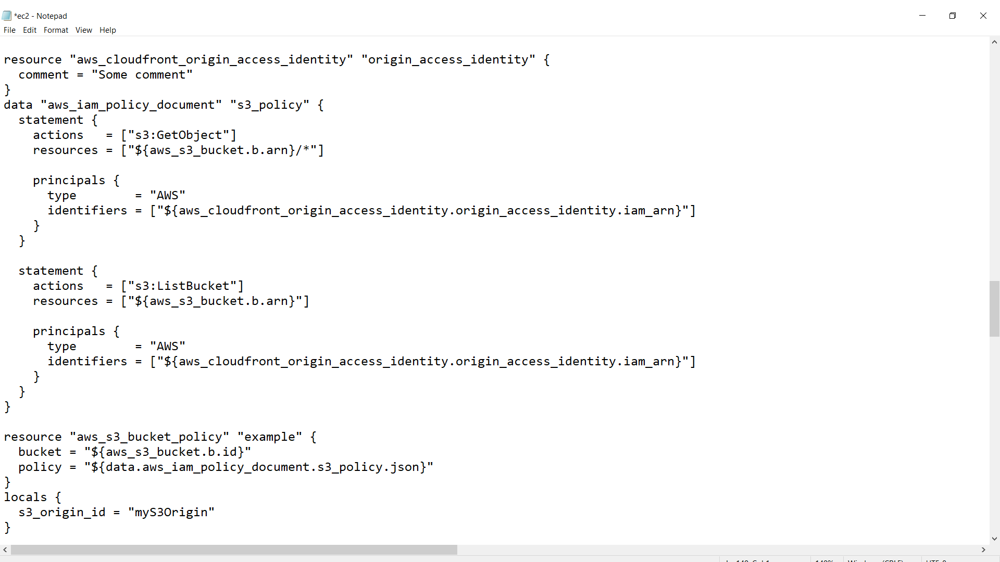 *ec2 - Notepad
File Edit Format View Help
resource "aws_cloudfront_origin_access_identity" "origin_access_identity" {
  comment = "Some comment"
}
data "aws_iam_policy_document" "s3_policy" {
  statement {
    actions   = ["s3:GetObject"]
    resources = ["${aws_s3_bucket.b.arn}/*"]

    principals {
      type        = "AWS"
      identifiers = ["${aws_cloudfront_origin_access_identity.origin_access_identity.iam_arn}"]
    }
  }

  statement {
    actions   = ["s3:ListBucket"]
    resources = ["${aws_s3_bucket.b.arn}"]

    principals {
      type        = "AWS"
      identifiers = ["${aws_cloudfront_origin_access_identity.origin_access_identity.iam_arn}"]
    }
  }
}

resource "aws_s3_bucket_policy" "example" {
  bucket = "${aws_s3_bucket.b.id}"
  policy = "${data.aws_iam_policy_document.s3_policy.json}"
}
locals {
  s3_origin_id = "myS3Origin"
}